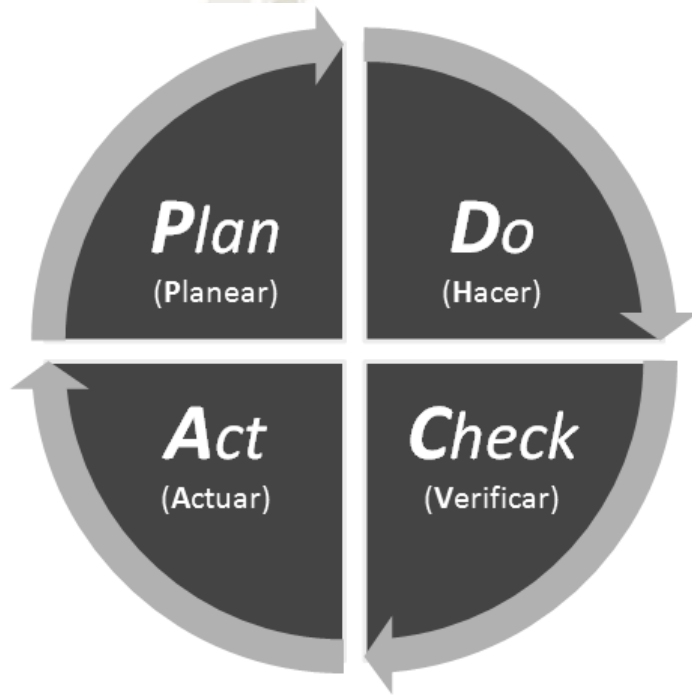 Plan
(Planear)
Do
(Hacer)
Act
(Actuar)
Check
(Verificar)